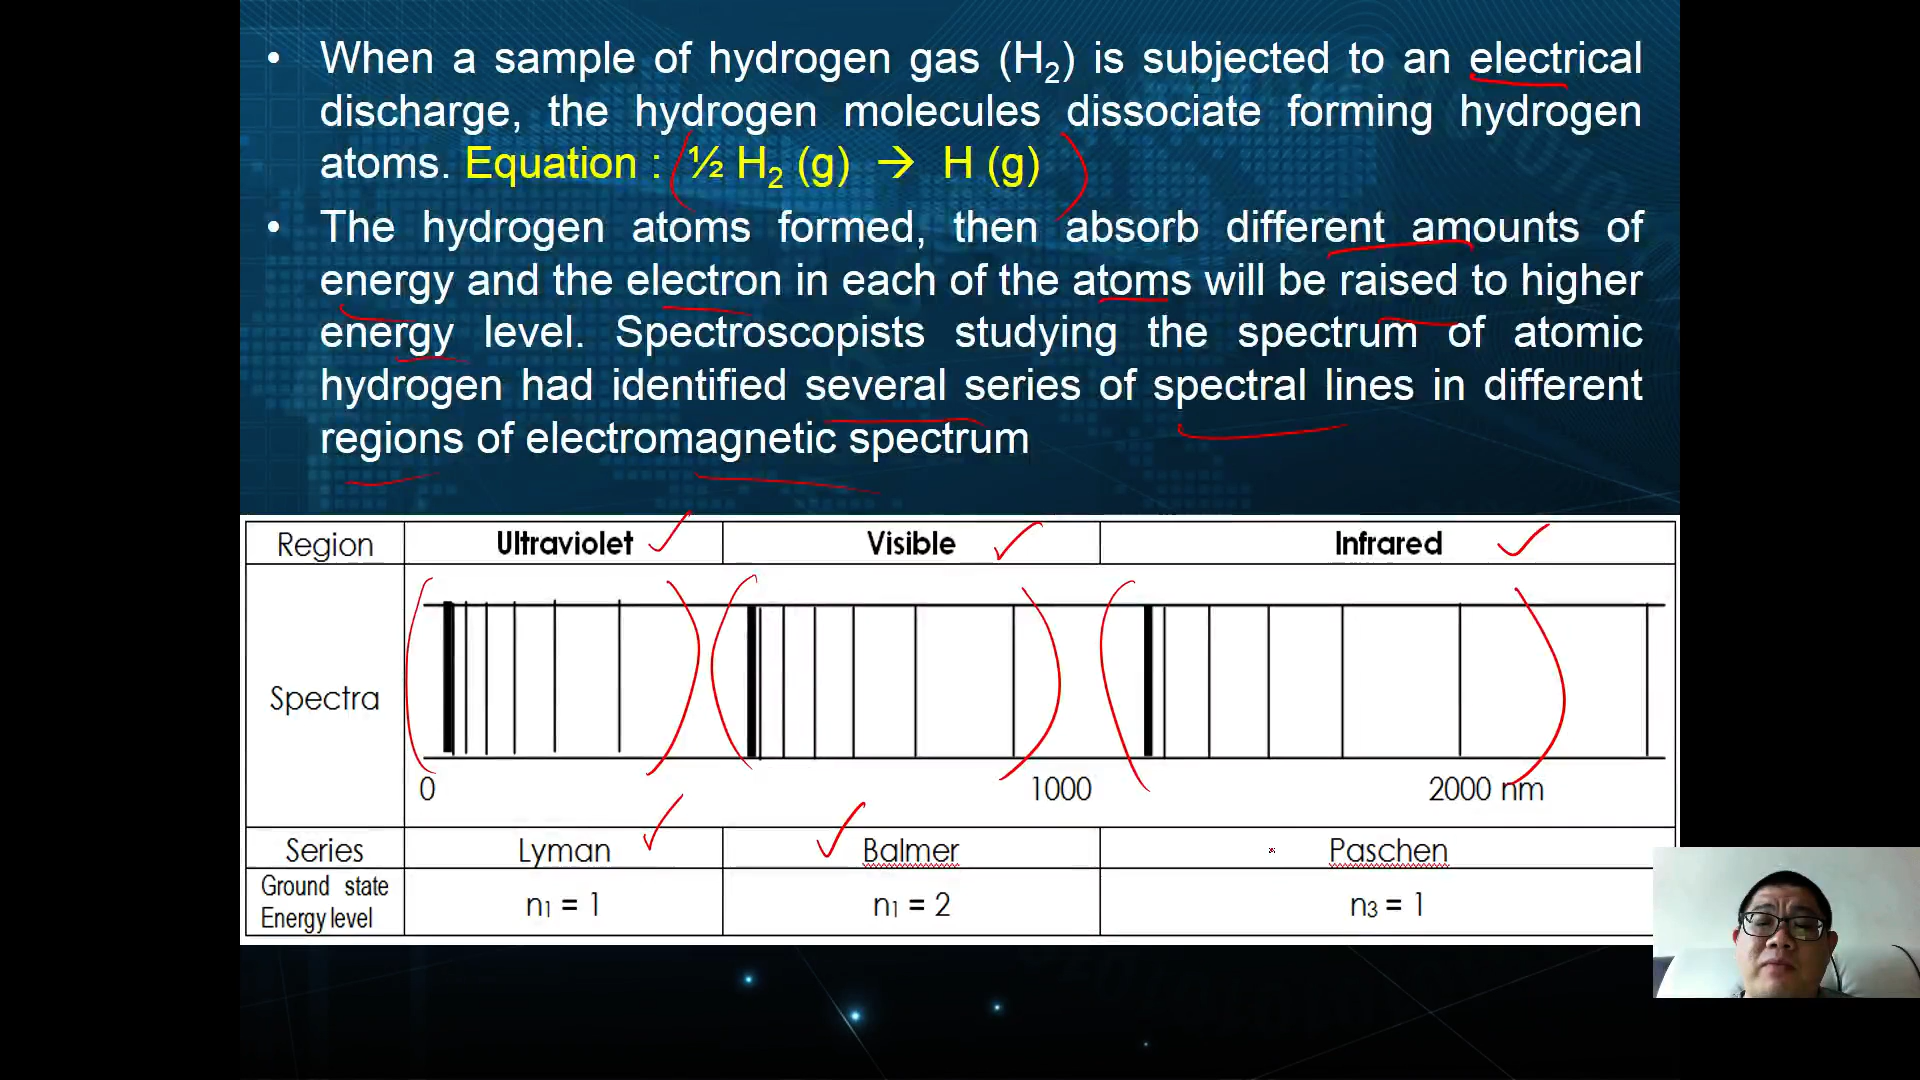 • When a sample of hydrogen gas (H₂) is subjected to an electrical
discharge, the hydrogen molecules dissociate forming hydrogen
atoms. Equation : ½ H₂ (g) → H (g)
• The hydrogen atoms formed, then absorb different amounts of
energy and the electron in each of the atoms will be raised to higher
energy level. Spectroscopists studying the spectrum of atomic
hydrogen had identified several series of spectral lines in different
regions of electromagnetic spectrum
Region Ultraviolet Visible Infrared
Spectra
0 1000 2000 nm
Series Lyman Balmer Paschen
Ground state
Energy level n₁ = 1 n₁ = 2 n₃ = 1